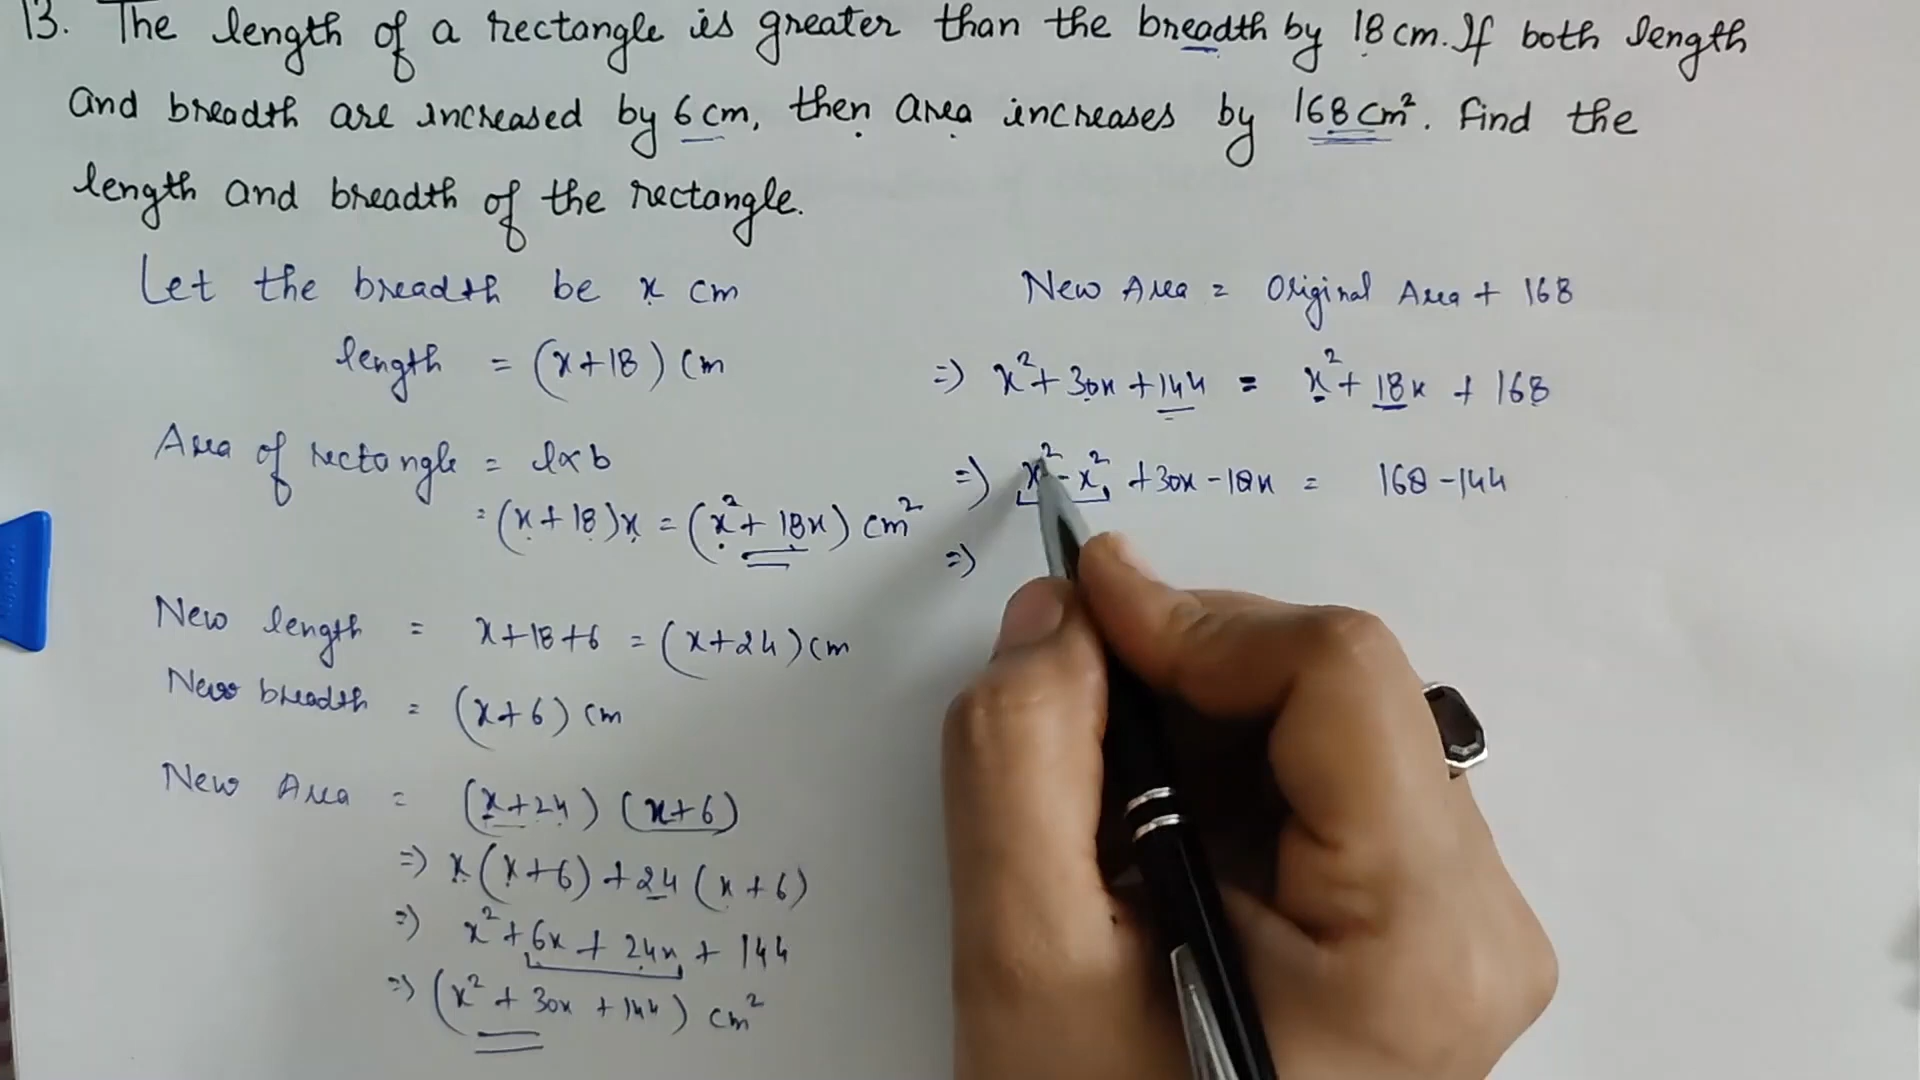 13. The length of a rectangle is greater than the breadth by 18 cm. If both length
and breadth are increased by 6 cm, then area increases by 168 cm². Find the
length and breadth of the rectangle.
Let the breadth be x cm
length = (x+18) cm
Area of rectangle = l×b
= (x+18)x = (x²+18x) cm²
New length = x+18+6 = (x+24) cm
New breadth = (x+6) cm
New Area = (x+24) (x+6)
⇒ x(x+6)+24(x+6)
⇒ x²+6x+24x+144
⇒ (x²+30x+144) cm²
New Area = Original Area + 168
⇒ x²+30x+144 = x²+18x+168
⇒ x²-x²+30x-18x = 168-144
⇒